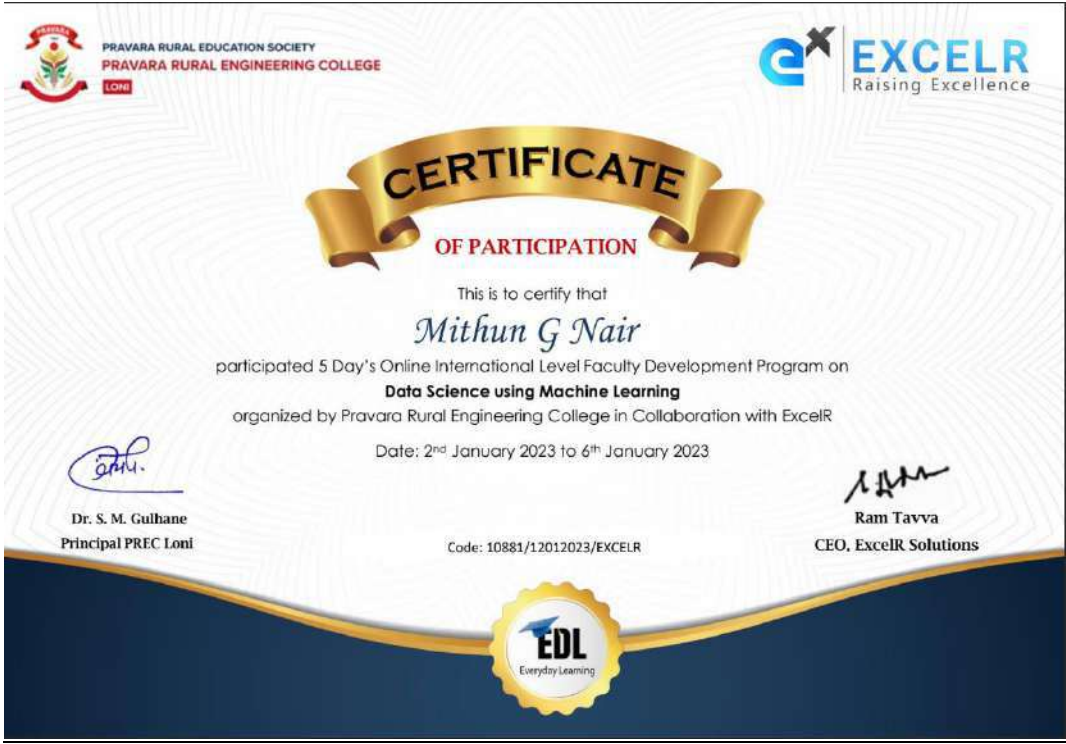 PRAVARA
PRAVARA RURAL EDUCATION SOCIETY
PRAVARA RURAL ENGINEERING COLLEGE
LONI
ex EXCELR
Raising Excellence
CERTIFICATE
OF PARTICIPATION
This is to certify that
Mithun G Nair
participated 5 Day's Online International Level Faculty Development Program on
Data Science using Machine Learning
organized by Pravara Rural Engineering College in Collaboration with ExcelR
Date: 2nd January 2023 to 6th January 2023
Dr. S. M. Gulhane
Principal PREC Loni
Code: 10881/12012023/EXCELR
Ram Tavva
CEO, ExcelR Solutions
EDL
Everyday Learning